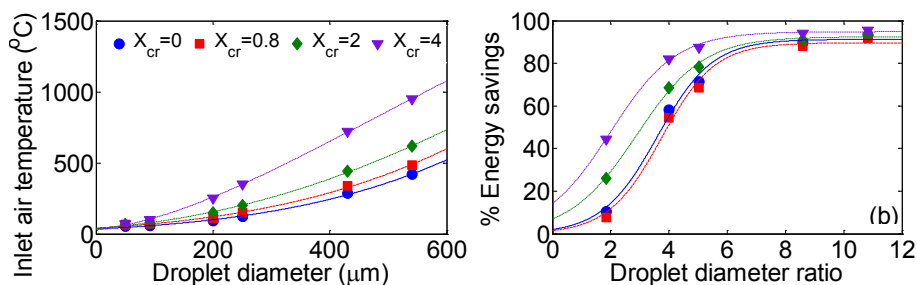 Inlet air temperature (⁰C)
1500
1000
500
0
X_cr=0 X_cr=0.8 X_cr=2 X_cr=4
0 200 400 600
Droplet diameter (μm)
% Energy savings
100
80
60
40
20
0
(b)
0 2 4 6 8 10 12
Droplet diameter ratio